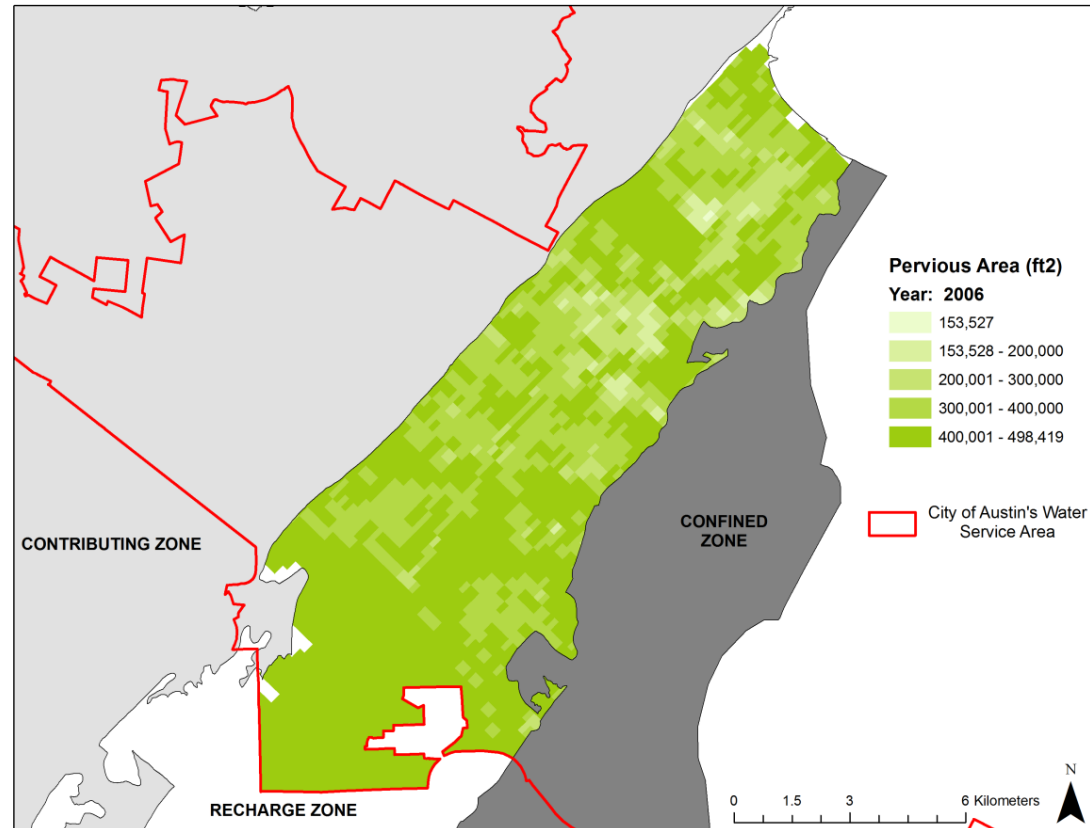 Pervious Area (ft2)
Year: 2006
153,527
153,528 - 200,000
200,001 - 300,000
300,001 - 400,000
400,001 - 498,419
City of Austin's Water
Service Area
CONTRIBUTING ZONE
CONFINED
ZONE
RECHARGE ZONE
N
0 1.5 3 6 Kilometers